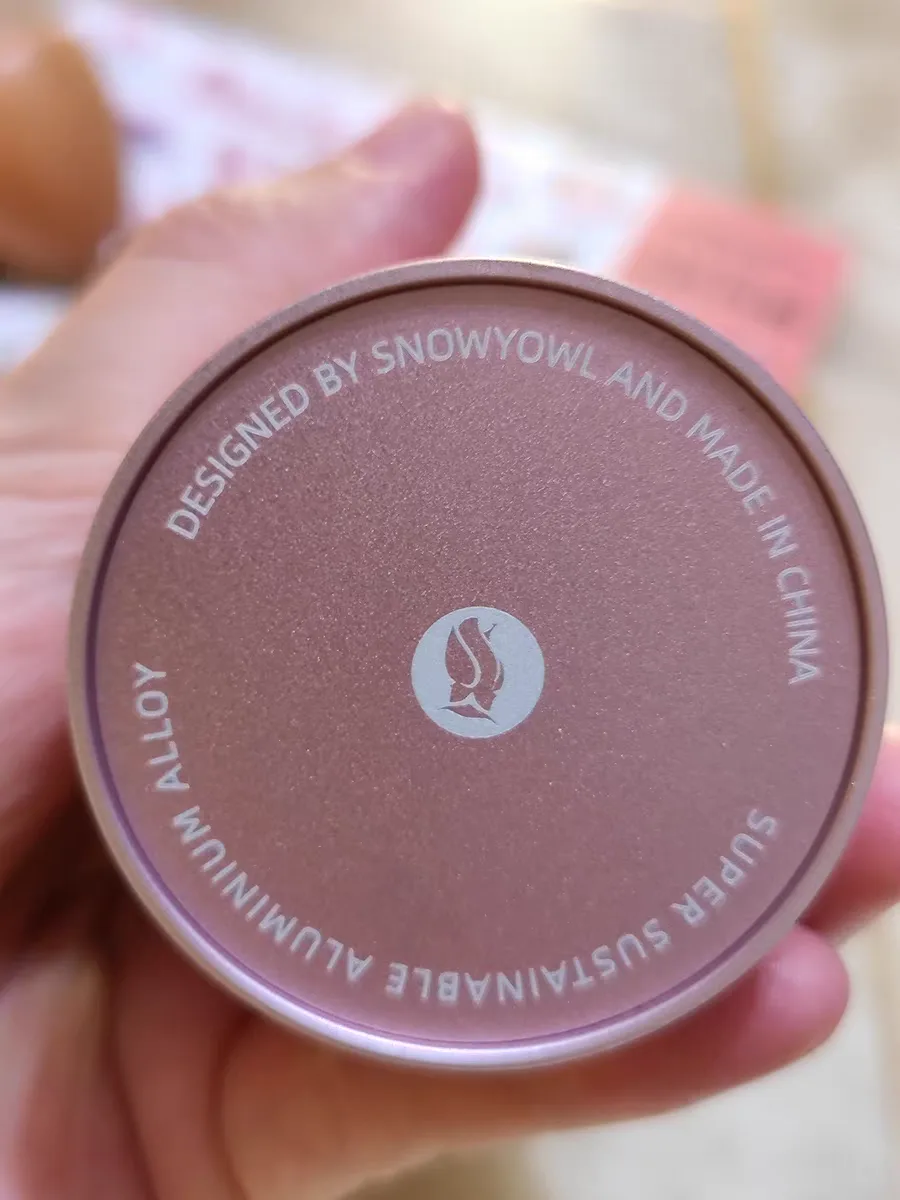 DESIGNED BY SNOWYOWL AND MADE IN CHINA
SUPER SUSTAINABLE ALUMINIUM ALLOY